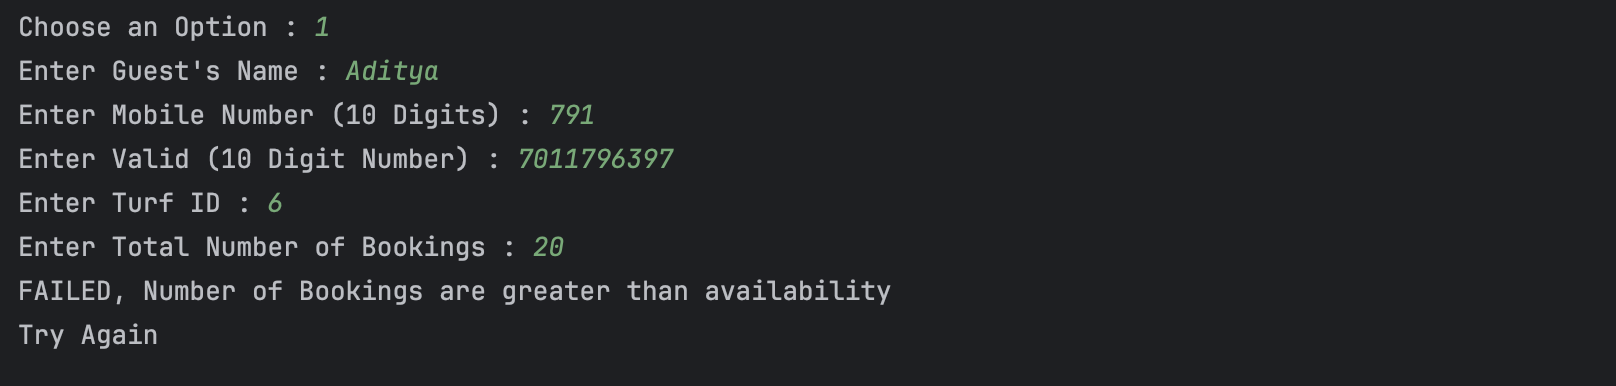 Choose an Option : 1
Enter Guest's Name : Aditya
Enter Mobile Number (10 Digits) : 791
Enter Valid (10 Digit Number) : 7011796397
Enter Turf ID : 6
Enter Total Number of Bookings : 20
FAILED, Number of Bookings are greater than availability
Try Again